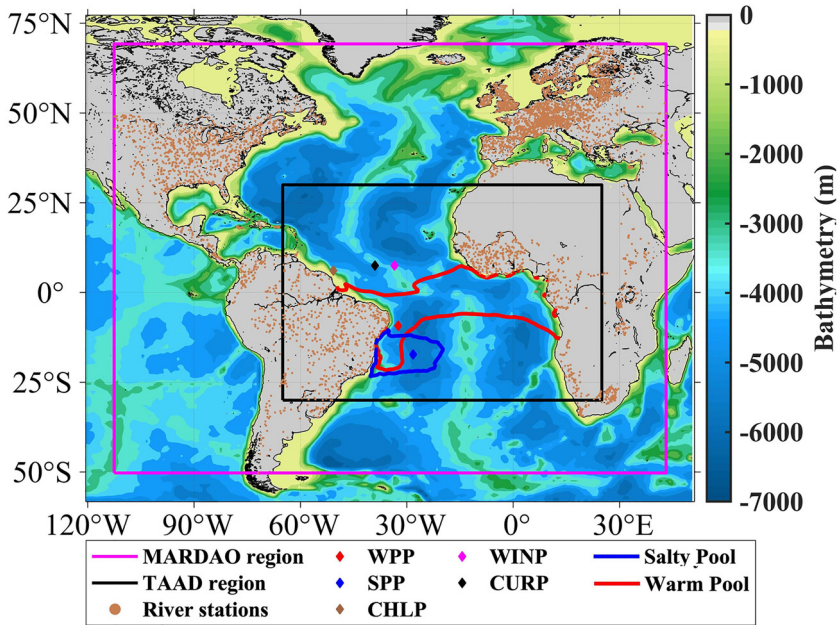 75°N
50°N
25°N
0°
25°S
50°S
120°W 90°W 60°W 30°W 0° 30°E
0
-1000
-2000
-3000
-4000
-5000
-6000
-7000
Bathymetry (m)
MARDAO region WPP WINP Salty Pool
TAAD region SPP CURP Warm Pool
River stations CHLP